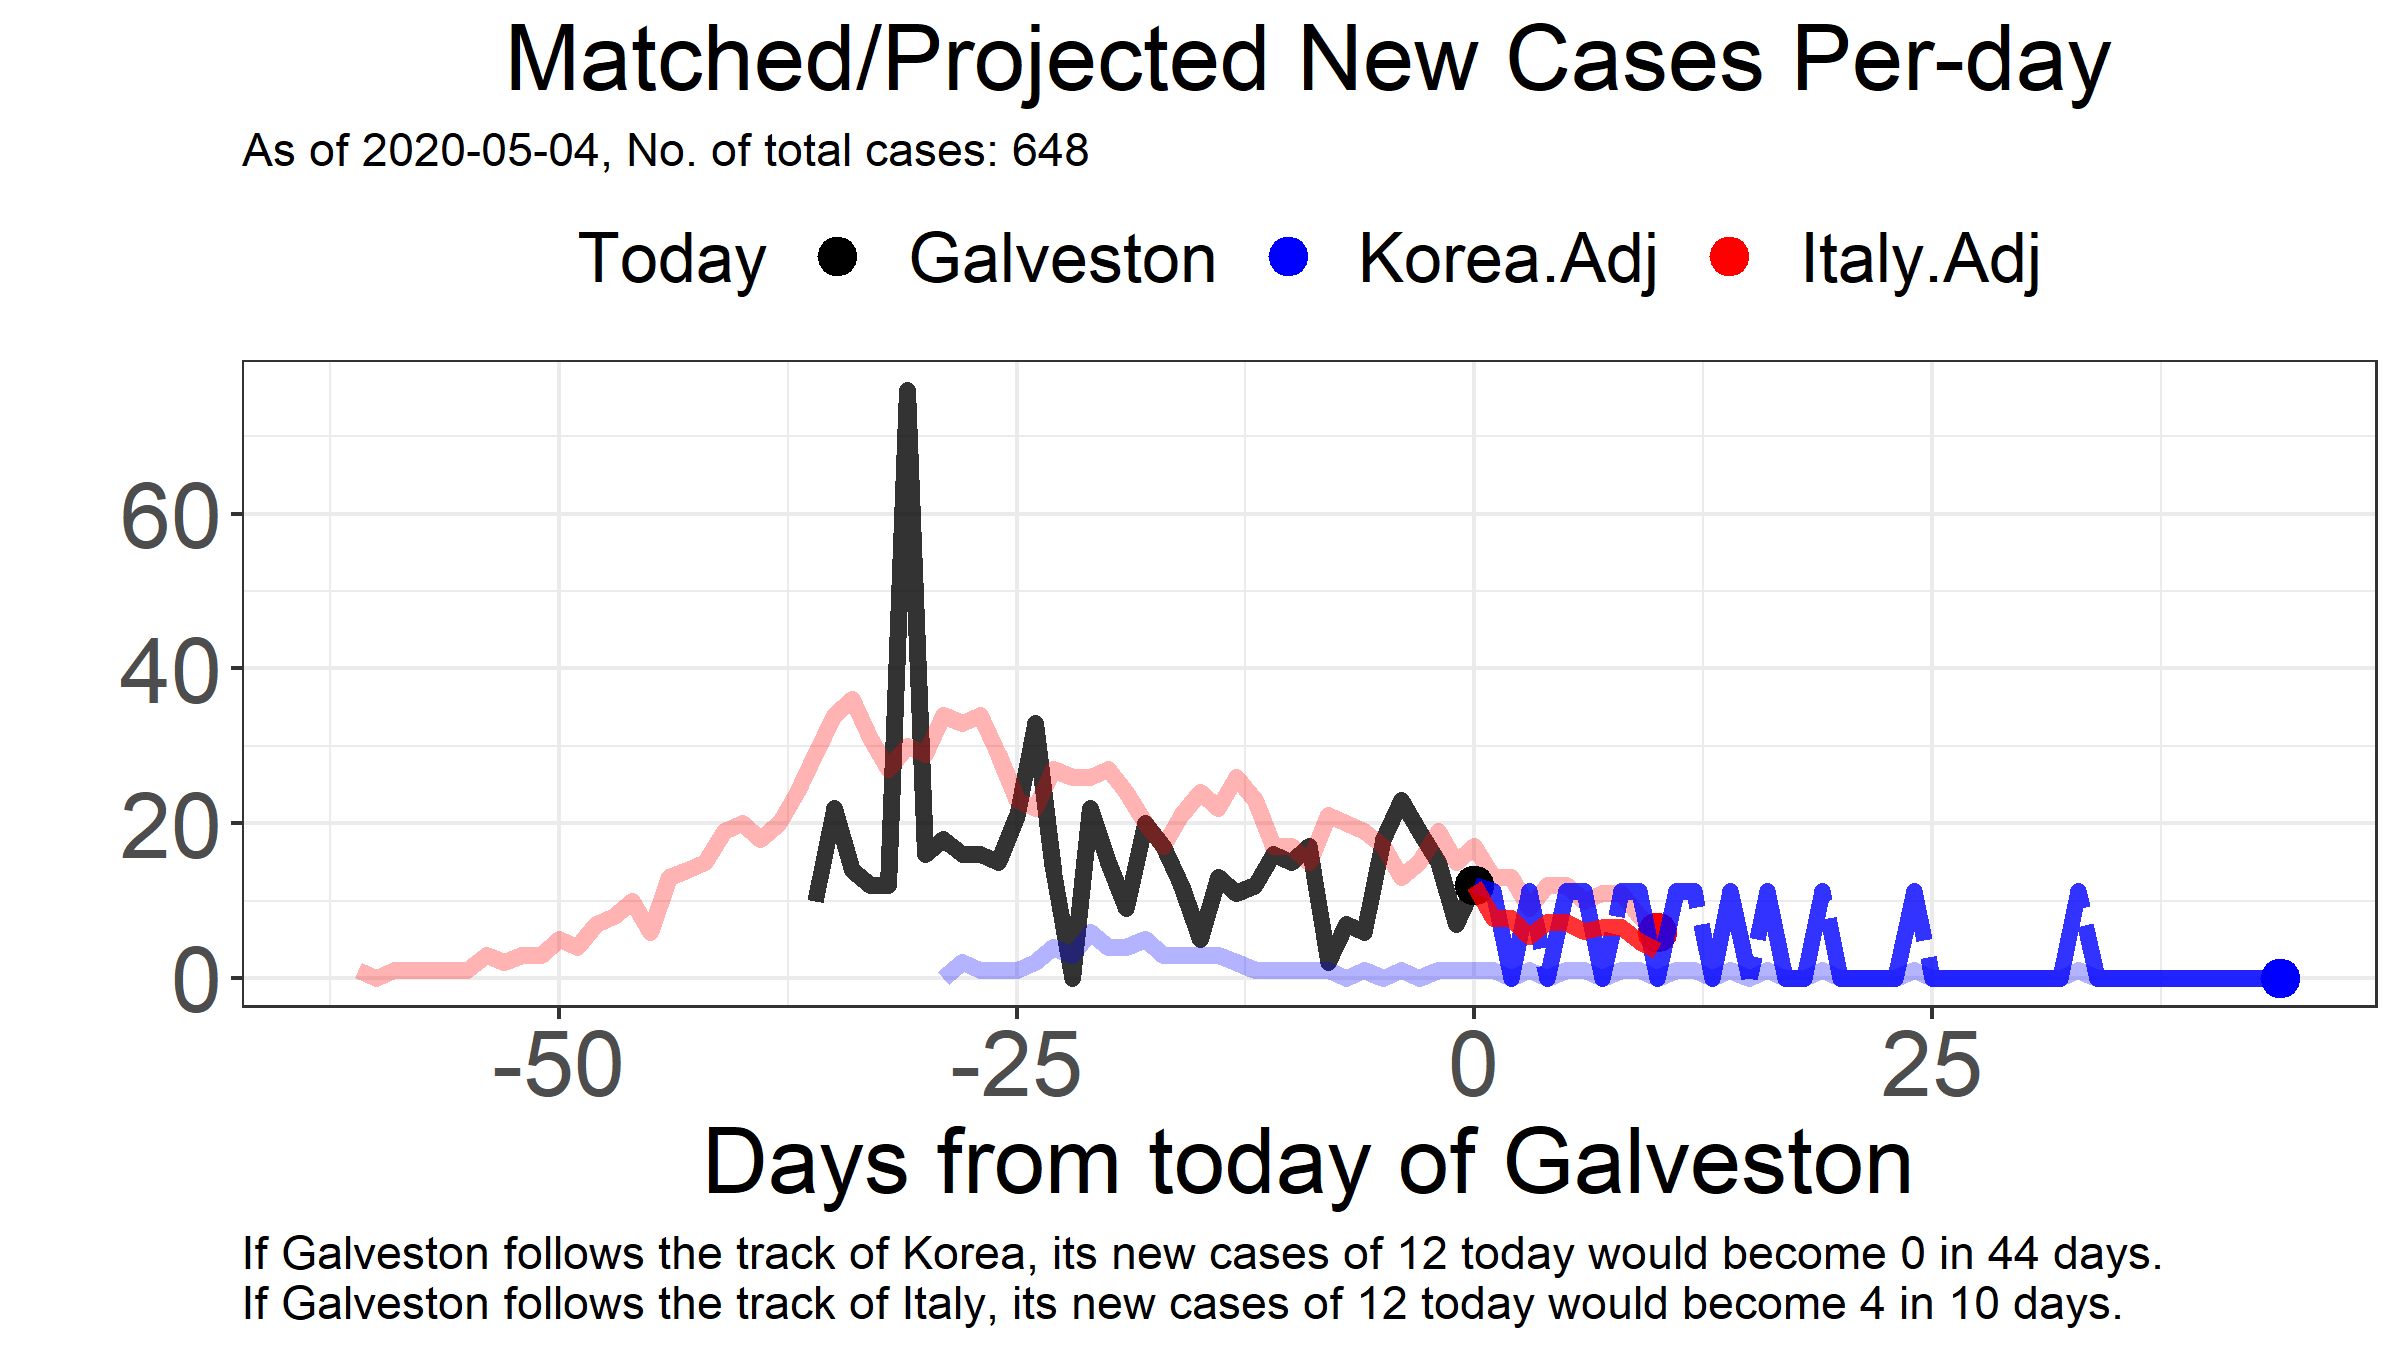 Matched/Projected New Cases Per-day
As of 2020-05-04, No. of total cases: 648
Today Galveston Korea.Adj Italy.Adj
60
40
20
0
-50 -25 0 25
Days from today of Galveston
If Galveston follows the track of Korea, its new cases of 12 today would become 0 in 44 days.
If Galveston follows the track of Italy, its new cases of 12 today would become 4 in 10 days.